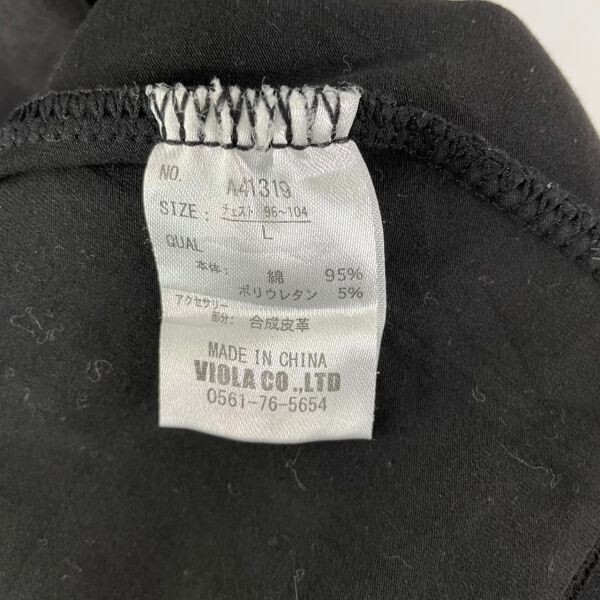 NO. A41319
SIZE: チェスト 96~104
L
QUAL
本体: 綿 95%
ポリウレタン 5%
アクセサリー
部分: 合成皮革
MADE IN CHINA
VIOLA CO.,LTD
0561-76-5654